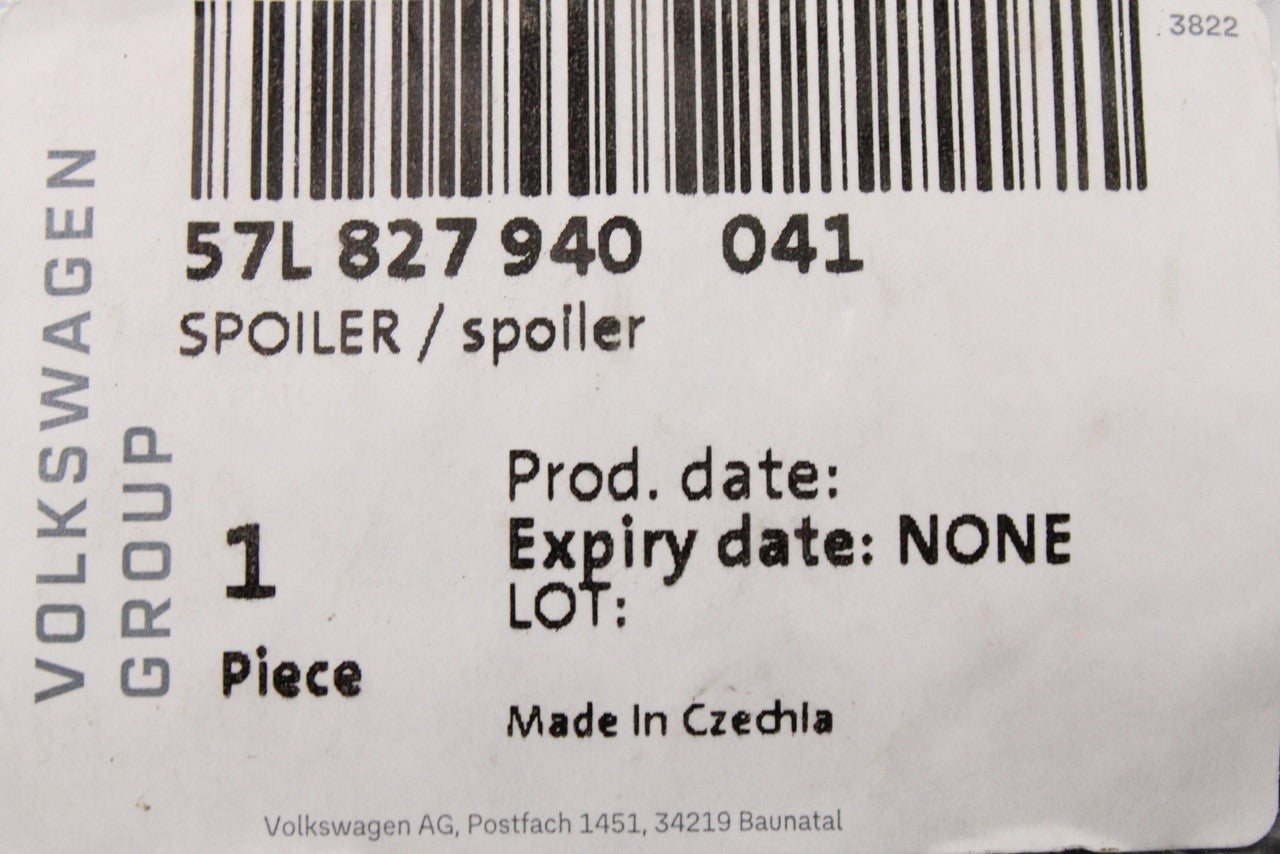 3822
57L 827 940 041
SPOILER / spoiler
VOLKSWAGEN
GROUP
1
Piece
Prod. date:
Expiry date: NONE
LOT:
Made In Czechia
Volkswagen AG, Postfach 1451, 34219 Baunatal